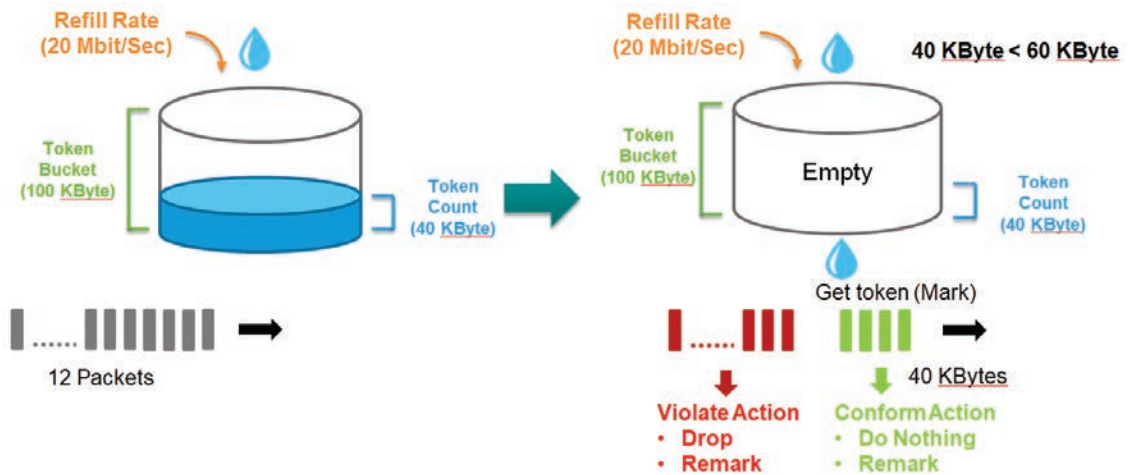 Refill Rate
(20 Mbit/Sec)
Token
Bucket
(100 KByte)
Token
Count
(40 KByte)
12 Packets
Refill Rate
(20 Mbit/Sec)
40 KByte < 60 KByte
Token
Bucket
(100 KByte)
Empty
Token
Count
(40 KByte)
Get token (Mark)
40 KBytes
Violate Action
• Drop
• Remark
Conform Action
• Do Nothing
• Remark